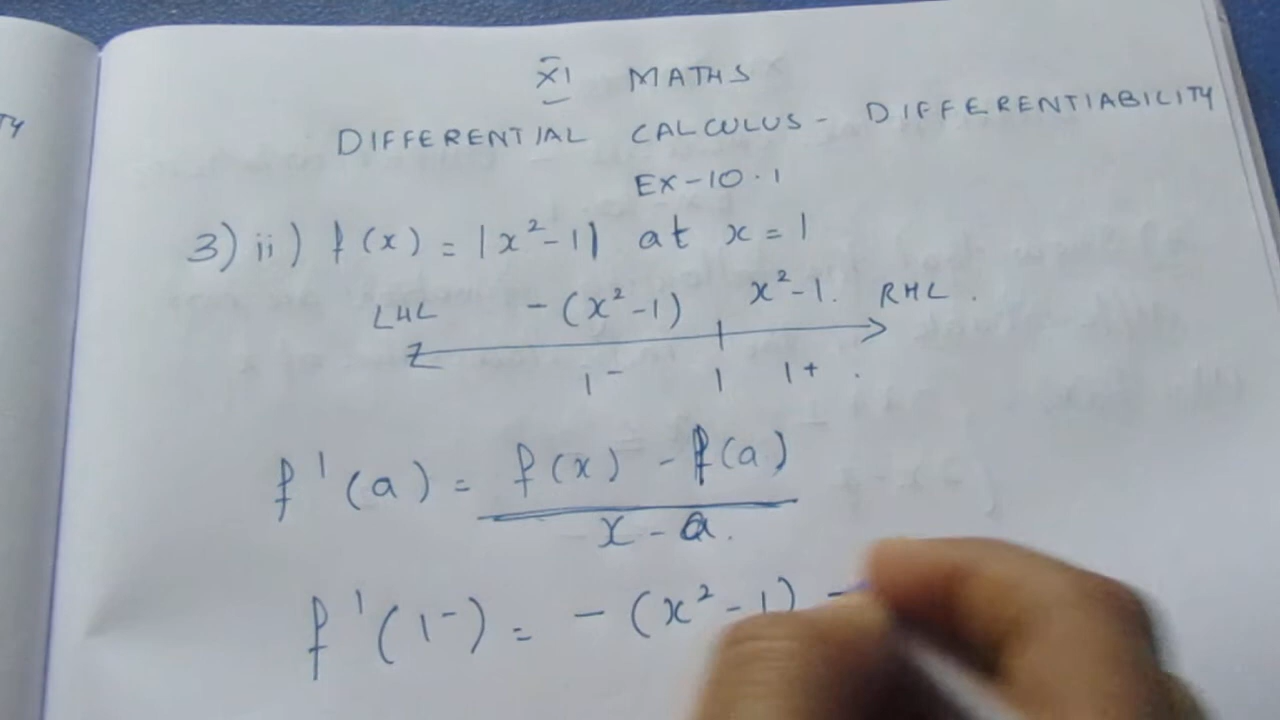 TY
XI MATHS
DIFFERENTIAL CALCULUS - DIFFERENTIABILITY
EX-10.1
3) ii) f(x) = |x²-1| at x = 1
LHL -(x²-1) x²-1. RHL.
1⁻ 1 1+ .
f'(a) = f(x) - f(a)
x - a.
f'(1-) = -(x²-1) -